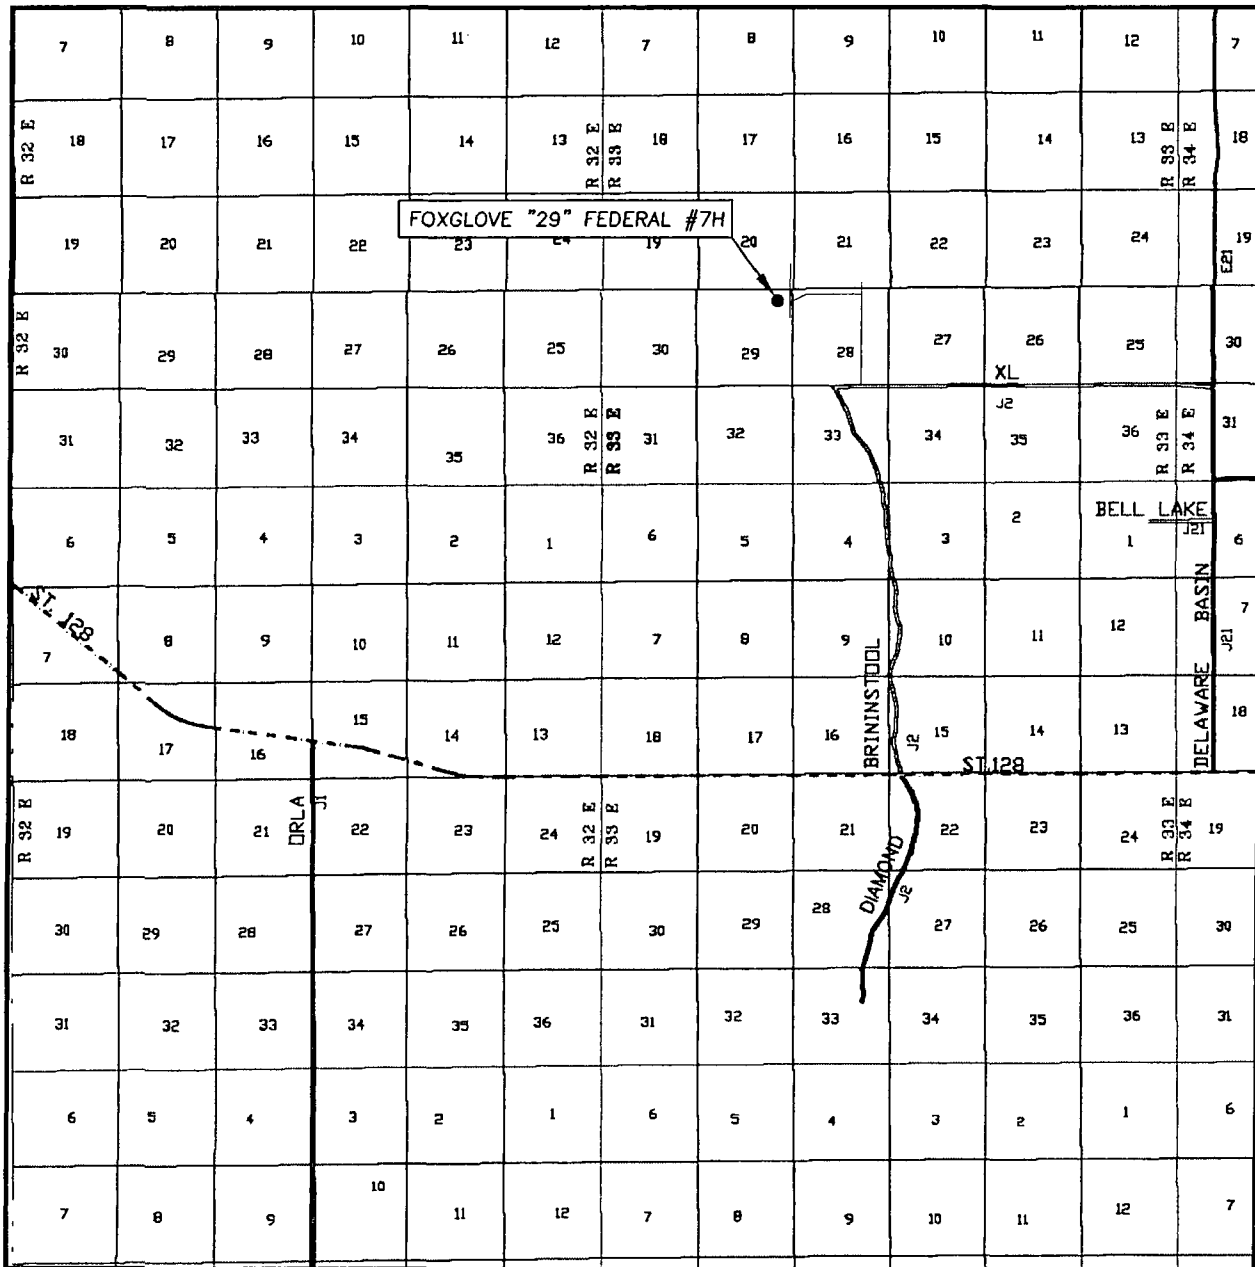 7 8 9 10 11 12 7 8 9 10 11 12 7
R 32 E 18 17 16 15 14 13 R 32 E R 33 E 18 17 16 15 14 13 R 33 E R 34 E 18
FOXGLOVE "29" FEDERAL #7H
19 20 21 22 23 24 19 20 21 22 23 24 E21 19
R 32 E 30 29 28 27 26 25 30 29 28 27 26 25 30
XL
J2
31 32 33 34 35 36 R 32 E R 33 E 31 32 33 34 35 36 R 33 E R 34 E 31
BELL LAKE
J21
6 5 4 3 2 1 6 5 4 3 2 1 6
ST. 128
7 8 9 10 11 12 7 8 9 10 11 12 7
BRININSTOOL
J2
DELAWARE BASIN
J21
18 17 16 15 14 13 18 17 16 15 14 13 18
ST.128
R 32 E 19 20 21 22 23 24 R 32 E R 33 E 19 20 21 22 23 24 R 33 E R 34 E 19
ORLA
J1
DIAMOND
J2
30 29 28 27 26 25 30 29 28 27 26 25 30
31 32 33 34 35 36 31 32 33 34 35 36 31
6 5 4 3 2 1 6 5 4 3 2 1 6
7 8 9 10 11 12 7 8 9 10 11 12 7